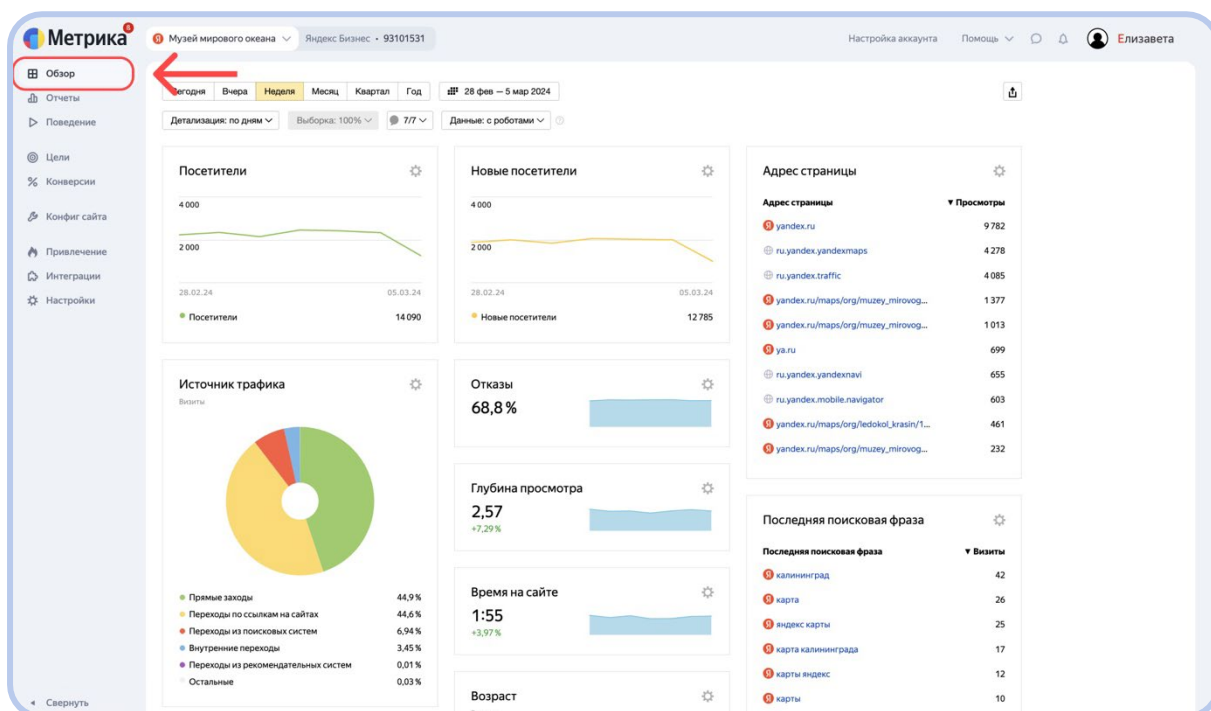 Метрика
Музей мирового океана
Яндекс Бизнес • 93101531
Настройка аккаунта
Помощь
Елизавета
Обзор
Отчеты
Поведение
Цели
Конверсии
Конфиг сайта
Привлечение
Интеграции
Настройки
Свернуть
Сегодня Вчера Неделя Месяц Квартал Год
28 фев — 5 мар 2024
Детализация: по дням
Выборка: 100%
7/7
Данные: с роботами
Посетители
4 000
2 000
28.02.24 05.03.24
Посетители 14 090
Новые посетители
4 000
2 000
28.02.24 05.03.24
Новые посетители 12 785
Адрес страницы
Адрес страницы ▼ Просмотры
yandex.ru 9 782
ru.yandex.yandexmaps 4 278
ru.yandex.traffic 4 085
yandex.ru/maps/org/muzey_mirovog... 1 377
yandex.ru/maps/org/muzey_mirovog... 1 013
ya.ru 699
ru.yandex.yandexnavi 655
ru.yandex.mobile.navigator 603
yandex.ru/maps/org/ledokol_krasin/1... 461
yandex.ru/maps/org/muzey_mirovog... 232
Источник трафика
Визиты
Прямые заходы 44,9 %
Переходы по ссылкам на сайтах 44,6 %
Переходы из поисковых систем 6,94 %
Внутренние переходы 3,45 %
Переходы из рекомендательных систем 0,01 %
Остальные 0,03 %
Отказы
68,8 %
Глубина просмотра
2,57
+7,29 %
Время на сайте
1:55
+3,97 %
Возраст
Последняя поисковая фраза
Последняя поисковая фраза ▼ Визиты
калининград 42
карта 26
яндекс карты 25
карта калининграда 17
карты яндекс 12
карты 10